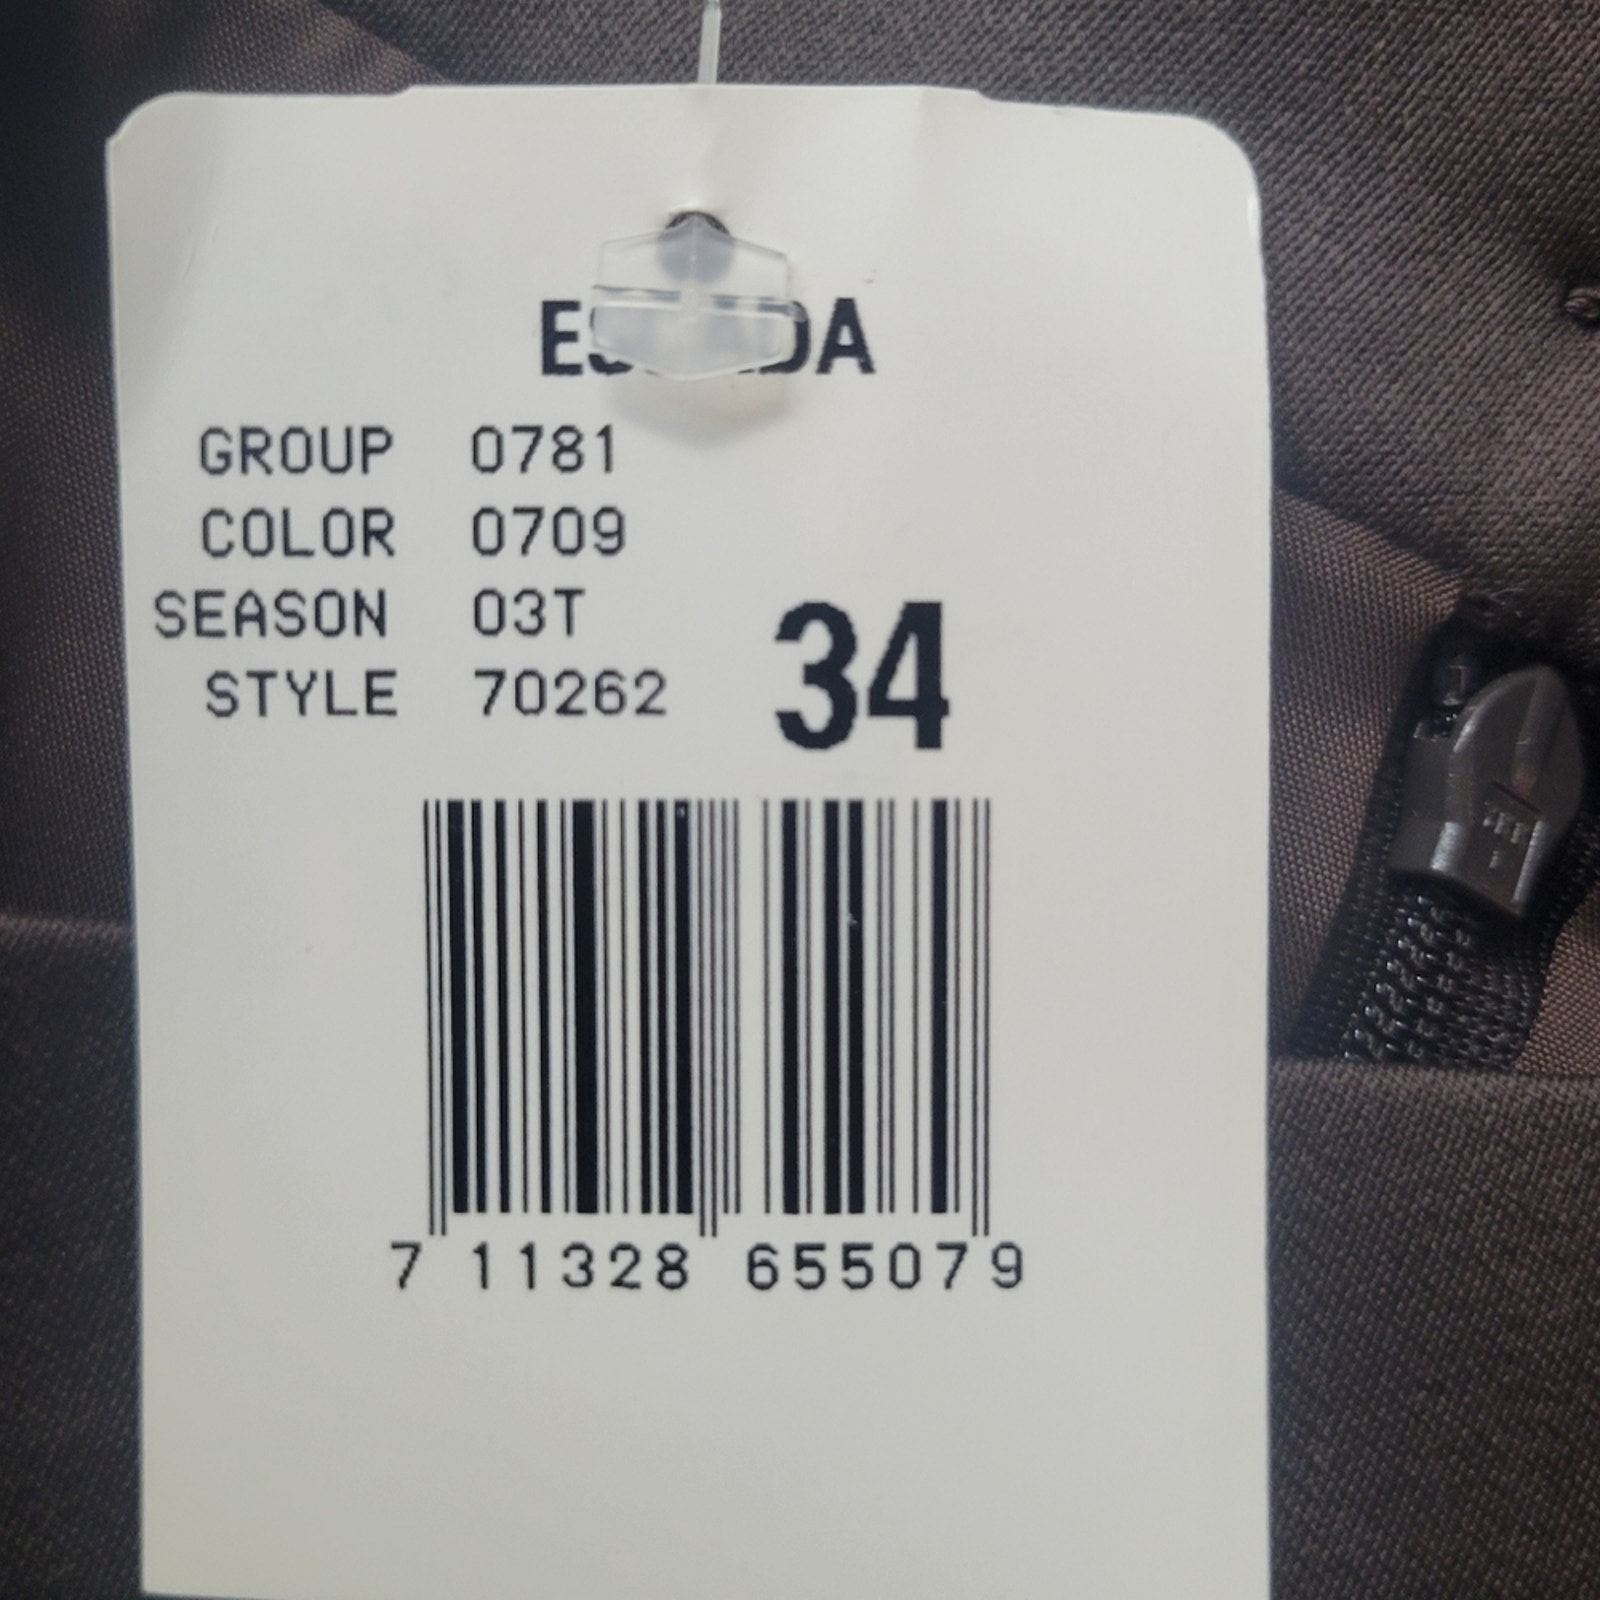 GROUP 0781
COLOR 0709
SEASON 03T
STYLE 70262
34
7 11328 655079